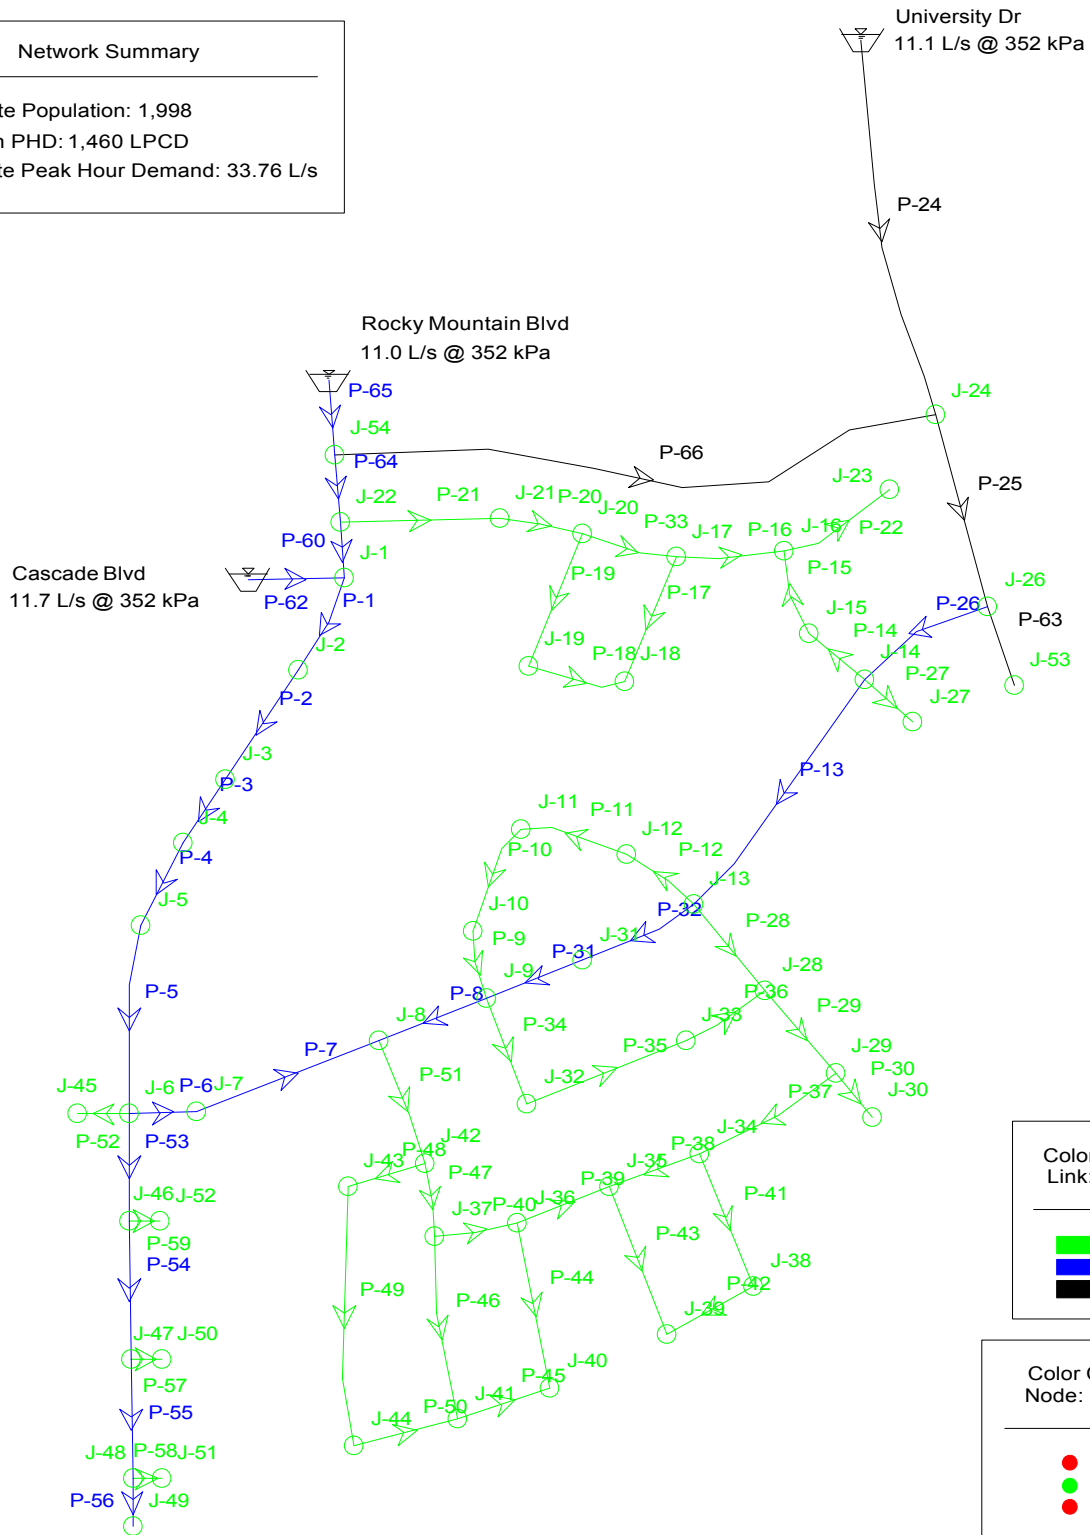 University Dr
11.1 L/s @ 352 kPa
Network Summary
te Population: 1,998
n PHD: 1,460 LPCD
te Peak Hour Demand: 33.76 L/s
P-24
Rocky Mountain Blvd
11.0 L/s @ 352 kPa
P-65
J-24
J-54
P-64
P-66
J-23
P-25
J-22
P-21
J-21
P-20
J-20
P-33
J-17
P-16
J-16
P-22
P-60
J-1
Cascade Blvd
11.7 L/s @ 352 kPa
P-62
P-1
P-19
P-17
P-15
J-26
P-26
P-63
J-15
P-14
J-2
J-19
P-18
J-18
J-14
P-27
J-53
P-2
J-27
J-3
P-3
P-13
J-4
P-4
J-11
P-11
J-12
P-10
P-12
J-13
J-5
J-10
P-32
P-28
P-9
J-31
P-31
P-5
J-9
P-8
J-28
P-36
J-8
P-34
J-33
P-29
P-7
P-35
J-29
P-30
J-45
J-6
P-6
J-7
P-51
J-32
P-37
J-30
P-52
P-53
J-34
Color
Link:
J-42
P-48
J-43
P-47
J-35
P-38
P-39
P-41
J-46
J-52
J-37
P-40
J-36
P-59
P-43
P-54
P-49
P-46
P-44
J-38
P-42
J-39
J-47
J-50
J-40
P-45
J-41
P-57
Color C
Node:
P-55
J-44
P-50
J-48
P-58
J-51
P-56
J-49